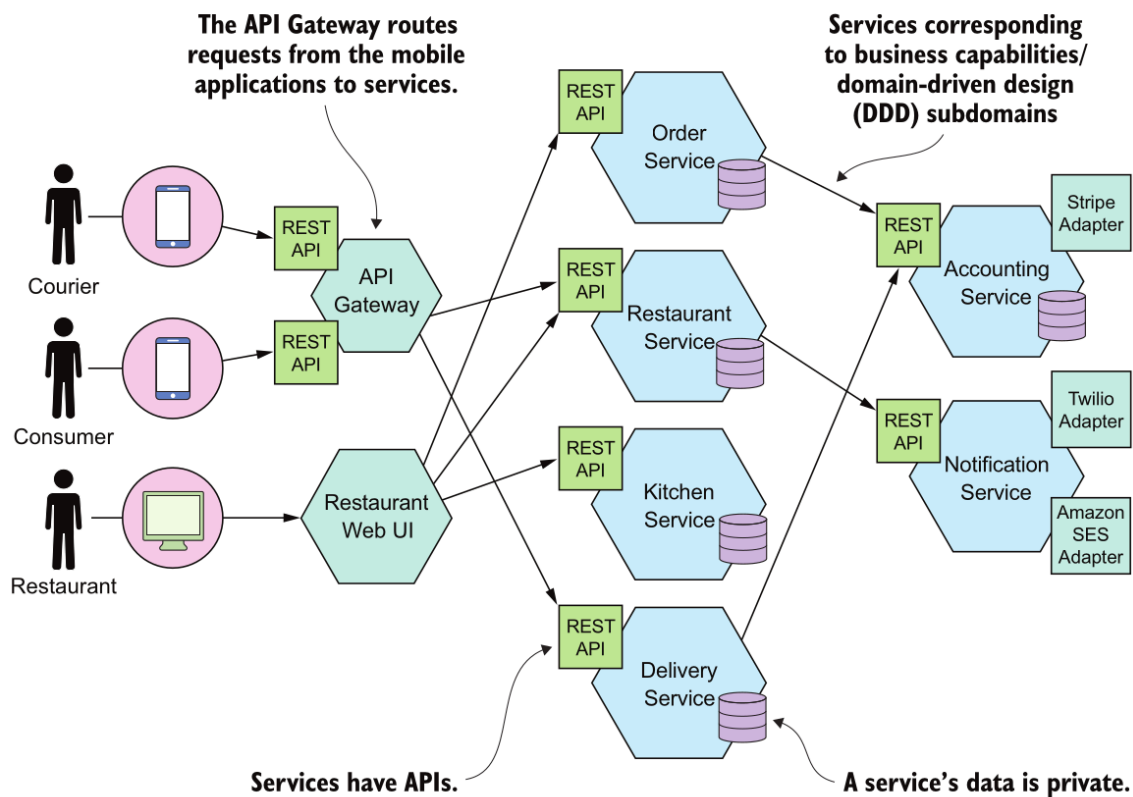 The API Gateway routes
requests from the mobile
applications to services.
Services corresponding
to business capabilities/
domain-driven design
(DDD) subdomains
REST
API
Order
Service
Courier
REST
API
API
Gateway
REST
API
Consumer
REST
API
Restaurant
Service
REST
API
Accounting
Service
Stripe
Adapter
Restaurant
Restaurant
Web UI
REST
API
Kitchen
Service
REST
API
Notification
Service
Twilio
Adapter
Amazon
SES
Adapter
REST
API
Delivery
Service
Services have APIs.
A service’s data is private.